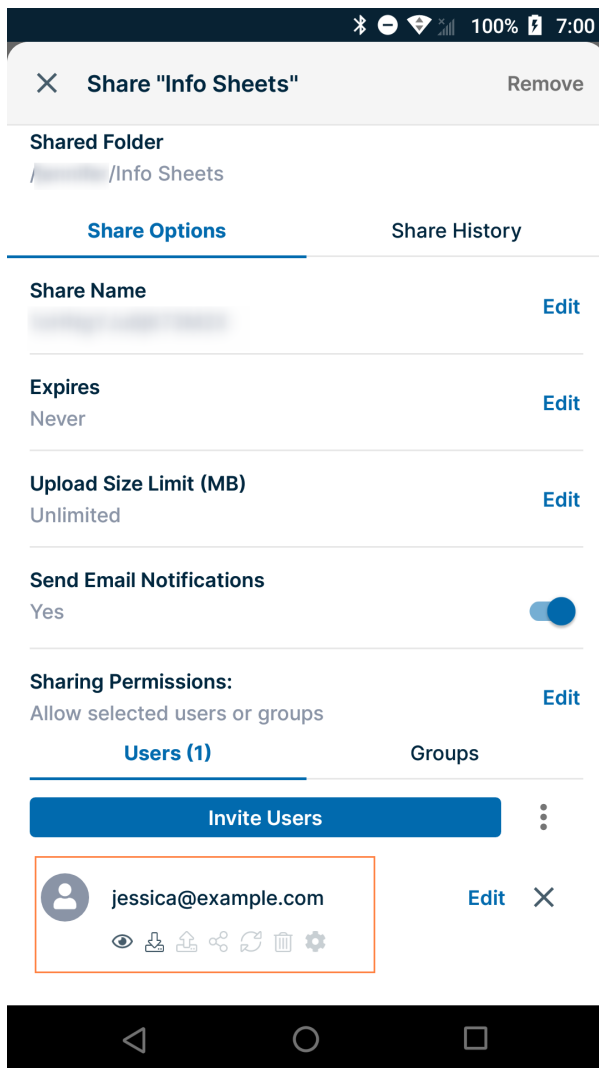 100% 7:00
Share "Info Sheets" Remove
Shared Folder
/ /Info Sheets
Share Options Share History
Share Name
Edit
Expires
Never
Edit
Upload Size Limit (MB)
Unlimited
Edit
Send Email Notifications
Yes
Sharing Permissions:
Allow selected users or groups
Edit
Users (1) Groups
Invite Users
jessica@example.com Edit